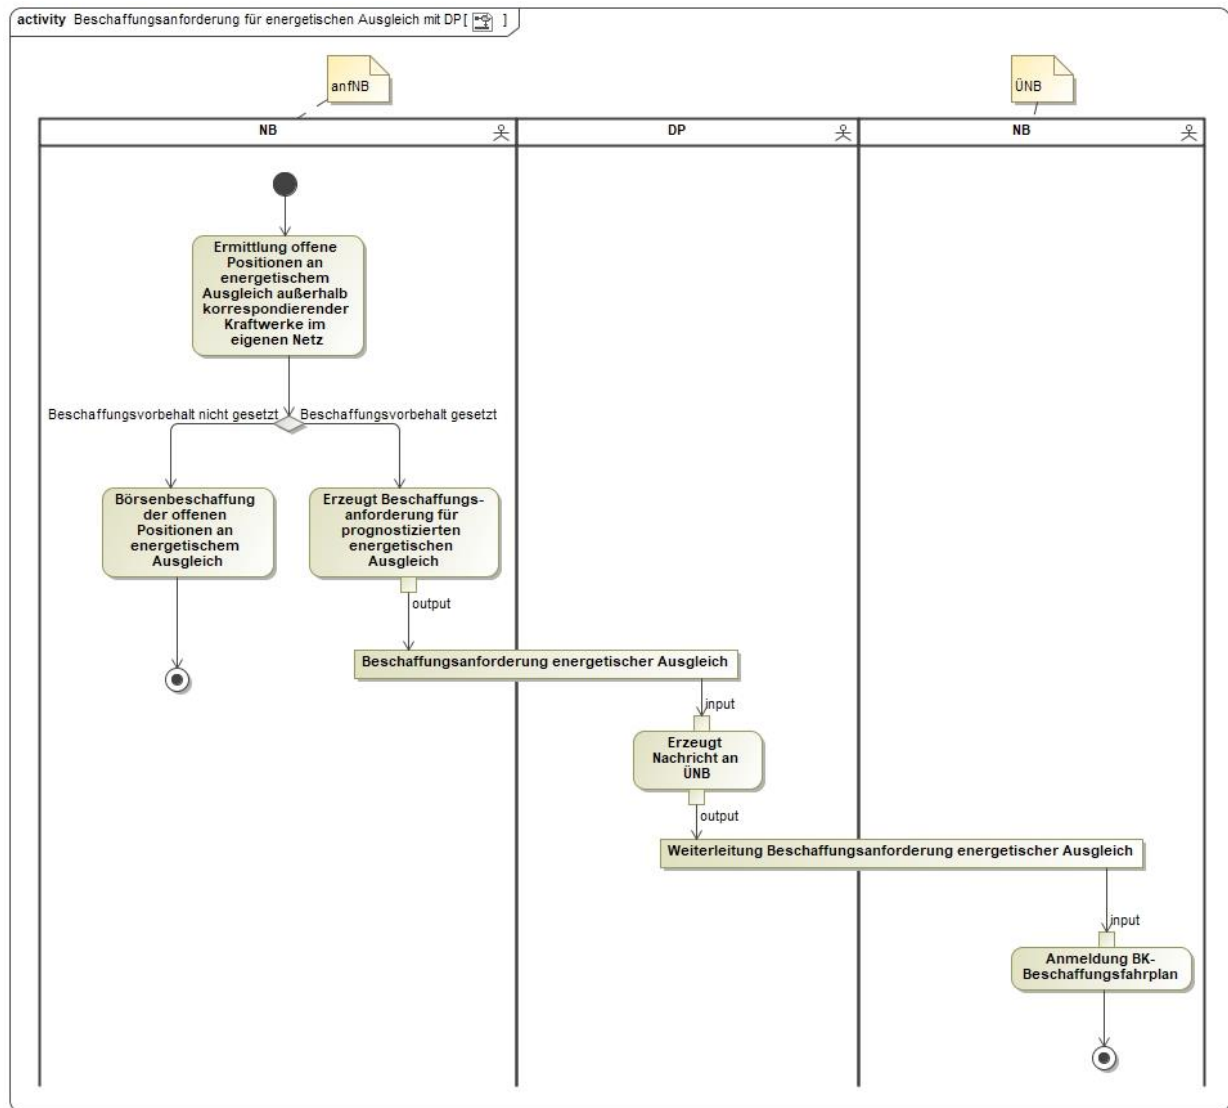 activity Beschaffungsanforderung für energetischen Ausgleich mit DP[ ]
anfNB
ÜNB
NB
DP
NB
Ermittlung offene
Positionen an
energetischem
Ausgleich außerhalb
korrespondierender
Kraftwerke im
eigenen Netz
Beschaffungsvorbehalt nicht gesetzt
Beschaffungsvorbehalt gesetzt
Börsenbeschaffung
der offenen
Positionen an
energetischem
Ausgleich
Erzeugt Beschaffungs-
anforderung für
prognostizierten
energetischen
Ausgleich
output
Beschaffungsanforderung energetischer Ausgleich
input
Erzeugt
Nachricht an
ÜNB
output
Weiterleitung Beschaffungsanforderung energetischer Ausgleich
input
Anmeldung BK-
Beschaffungsfahrplan